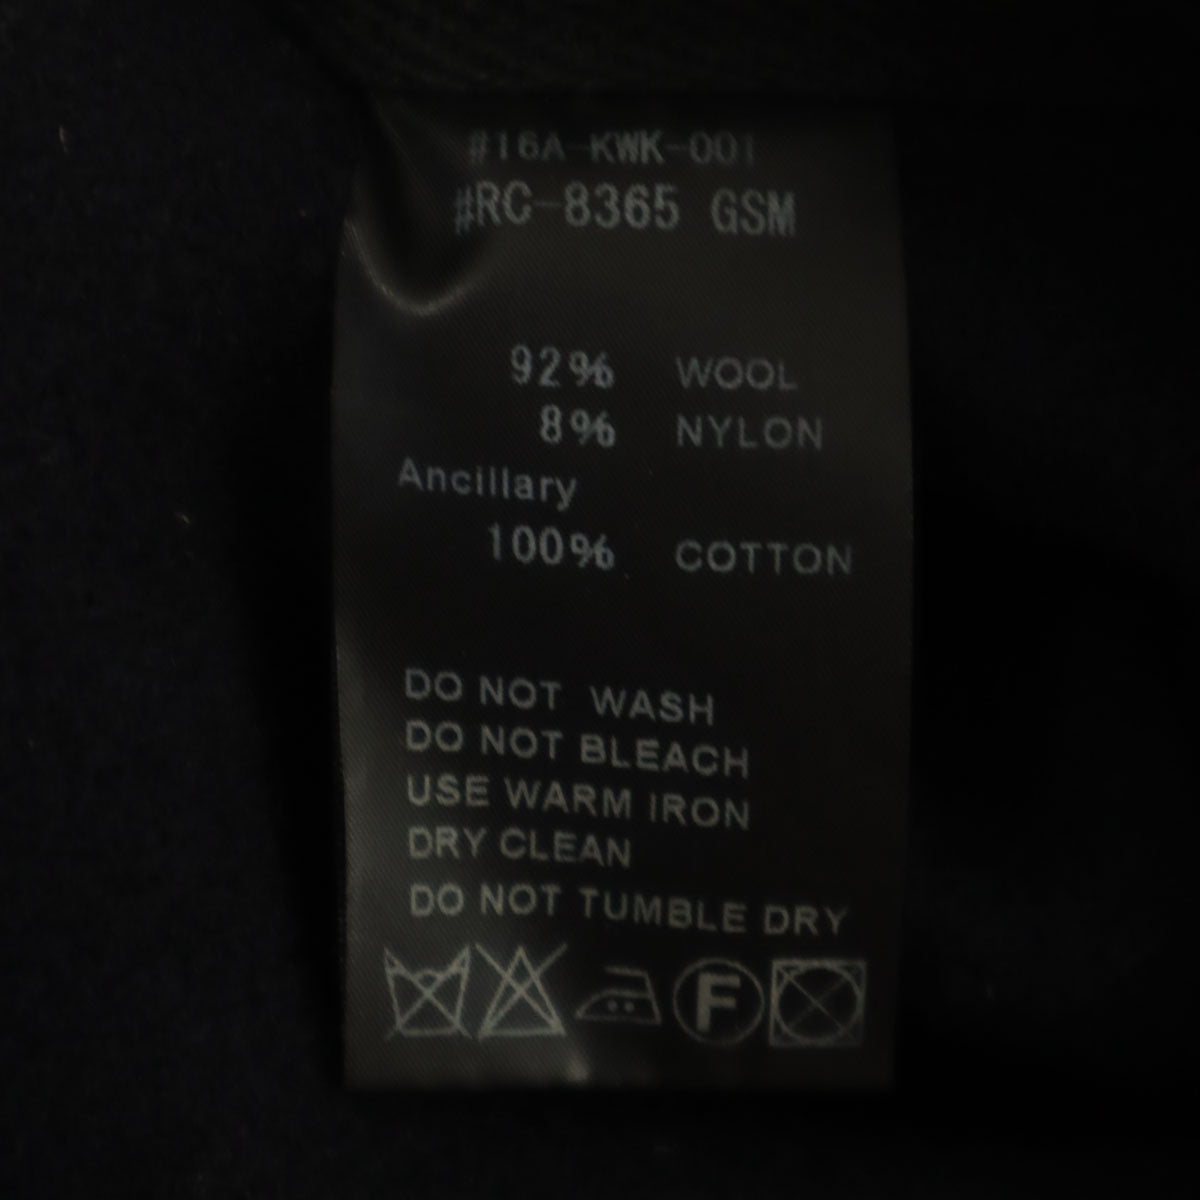 #16A-KWK-001
#RC-8365 GSM
92% WOOL
8% NYLON
Ancillary
100% COTTON
DO NOT WASH
DO NOT BLEACH
USE WARM IRON
DRY CLEAN
DO NOT TUMBLE DRY
F